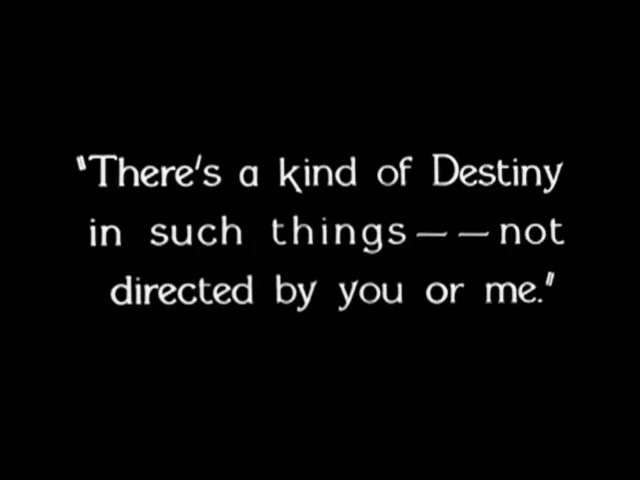 "There's a kind of Destiny
in such things — — not
directed by you or me."